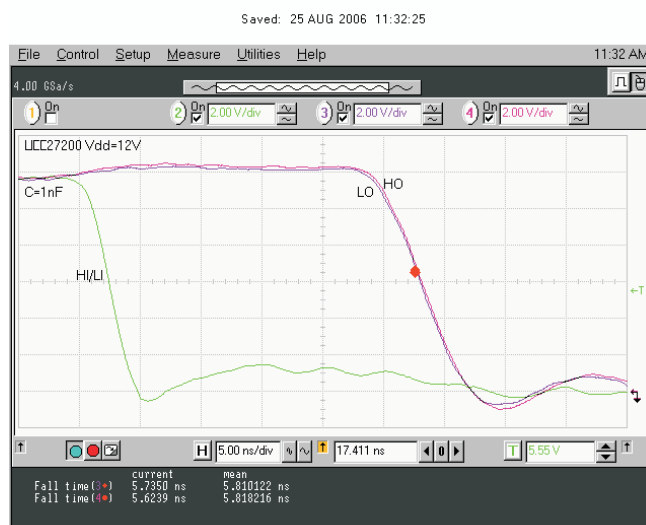 Saved: 25 AUG 2006 11:32:25
File Control Setup Measure Utilities Help 11:32 AM
4.00 GSa/s
1 On 2 On 2.00 V/div 3 On 2.00 V/div 4 On 2.00 V/div
UCC27200 Vdd=12V
C=1nF
LO HO
HI/LI
T
H 5.00 ns/div T 17.411 ns 0 T 5.55 V T
current mean
Fall time(3) 5.7350 ns 5.810122 ns
Fall time(4) 5.6239 ns 5.818216 ns